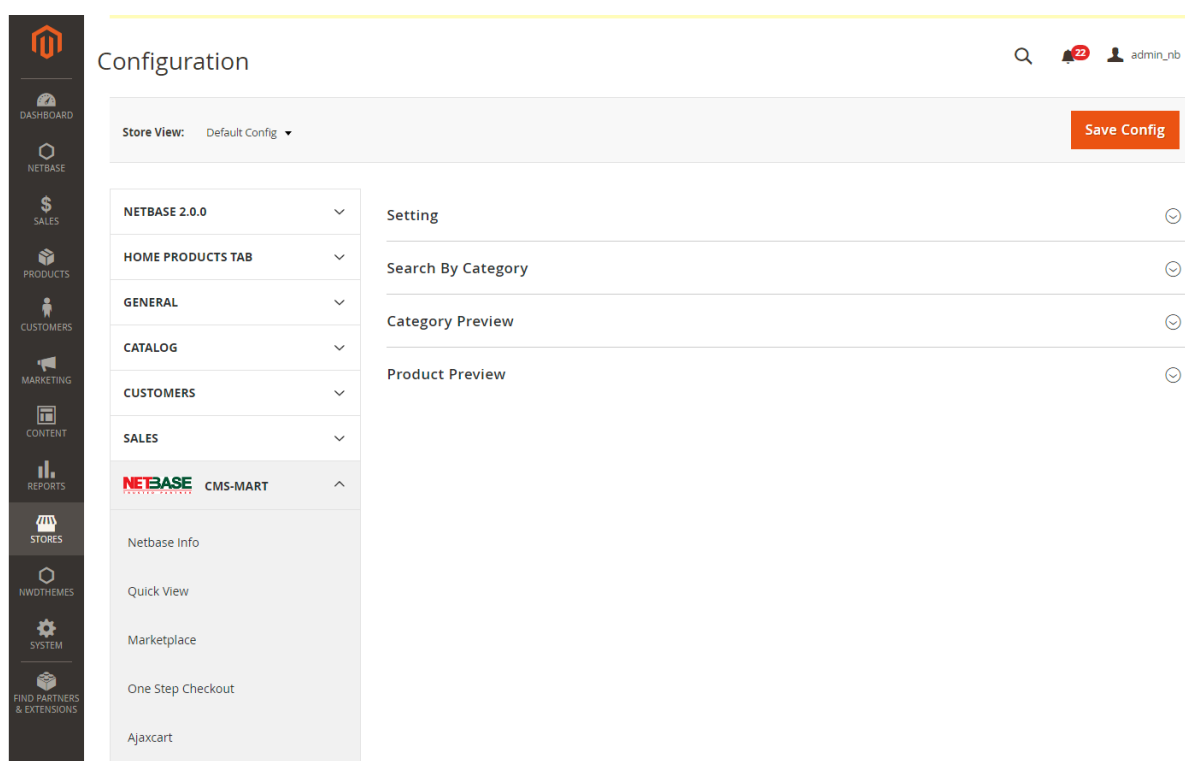 Configuration
22
admin_nb
Store View: Default Config
Save Config
DASHBOARD
NETBASE
SALES
PRODUCTS
CUSTOMERS
MARKETING
CONTENT
REPORTS
STORES
NWDTHEMES
SYSTEM
FIND PARTNERS
& EXTENSIONS
NETBASE 2.0.0
HOME PRODUCTS TAB
GENERAL
CATALOG
CUSTOMERS
SALES
NETBASE CMS-MART
TRUSTED PARTNER
Netbase Info
Quick View
Marketplace
One Step Checkout
Ajaxcart
Setting
Search By Category
Category Preview
Product Preview